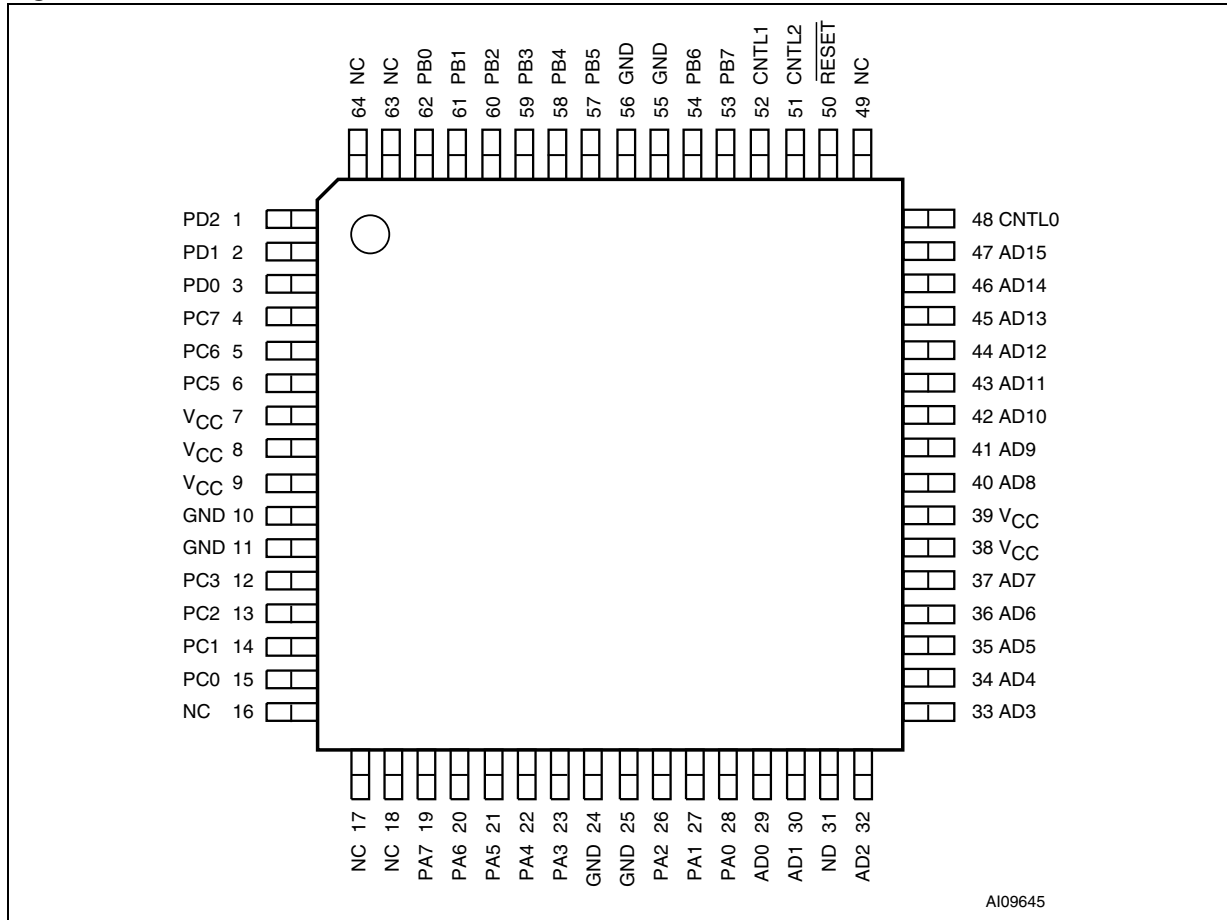 64 NC
63 NC
62 PB0
61 PB1
60 PB2
59 PB3
58 PB4
57 PB5
56 GND
55 GND
54 PB6
53 PB7
52 CNTL1
51 CNTL2
50 RESET
49 NC
PD2 1
PD1 2
PD0 3
PC7 4
PC6 5
PC5 6
VCC 7
VCC 8
VCC 9
GND 10
GND 11
PC3 12
PC2 13
PC1 14
PC0 15
NC 16
48 CNTL0
47 AD15
46 AD14
45 AD13
44 AD12
43 AD11
42 AD10
41 AD9
40 AD8
39 VCC
38 VCC
37 AD7
36 AD6
35 AD5
34 AD4
33 AD3
NC 17
NC 18
PA7 19
PA6 20
PA5 21
PA4 22
PA3 23
GND 24
GND 25
PA2 26
PA1 27
PA0 28
AD0 29
AD1 30
ND 31
AD2 32
AI09645